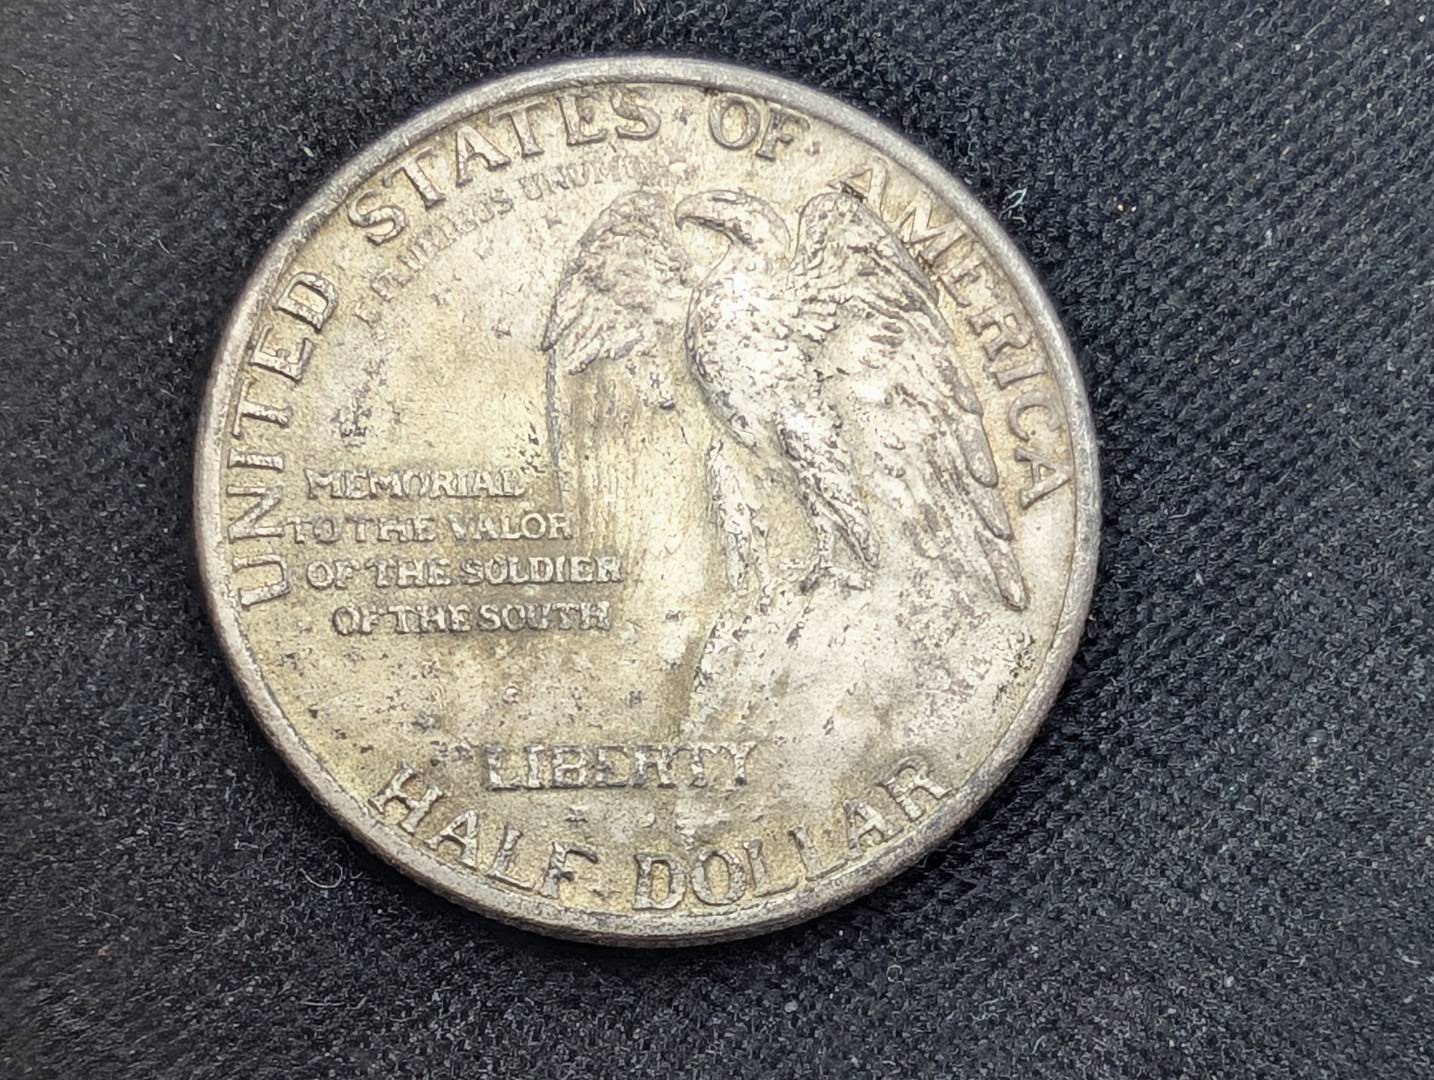 UNITED STATES OF AMERICA
E PLURIBUS UNUM
MEMORIAL
TO THE VALOR
OF THE SOLDIER
OF THE SOUTH
LIBERTY
HALF DOLLAR